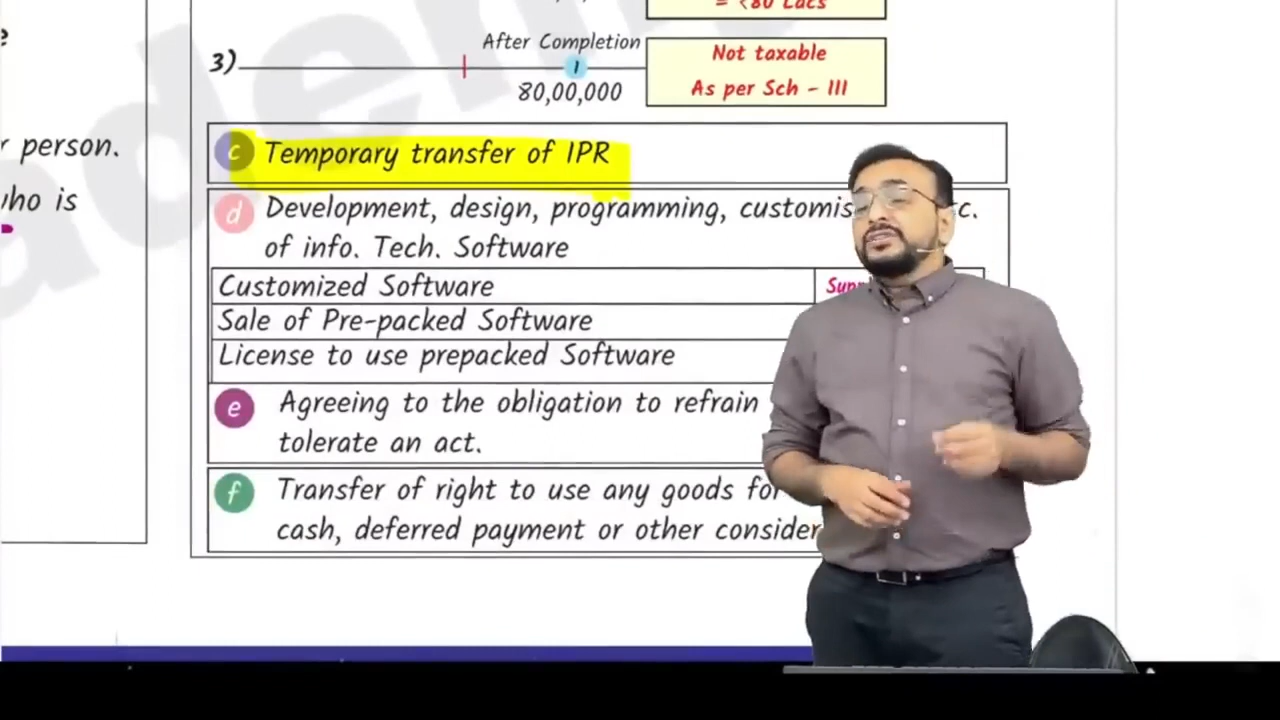 = ₹80 Lacs
After Completion
3)
80,00,000
Not taxable
As per Sch - III
r person.
who is
c Temporary transfer of IPR
d Development, design, programming,
of info. Tech. Software
Customized Software
Sale of Pre-packed Software
License to use prepacked Software
e Agreeing to the obligation to refrain
tolerate an act.
f Transfer of right to use any goods for
cash, deferred payment or other